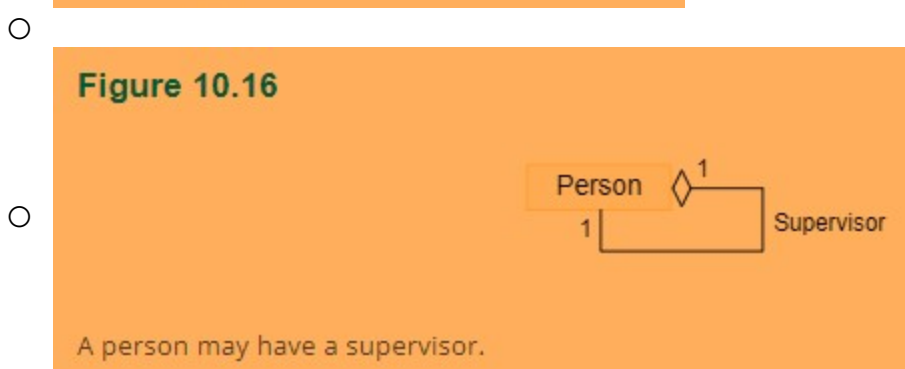 Figure 10.16
1
Person
1
Supervisor
A person may have a supervisor.